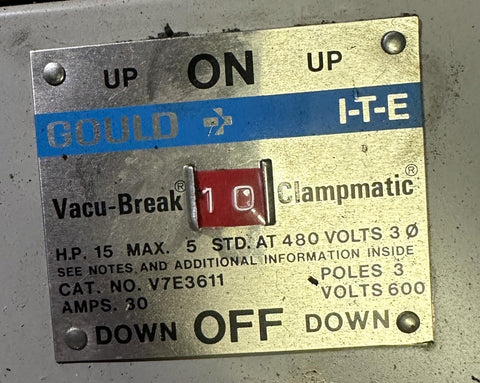 UP ON UP
GOULD I-T-E
Vacu-Break® 10 Clampmatic®
H.P. 15 MAX. 5 STD. AT 480 VOLTS 3 Ø
SEE NOTES AND ADDITIONAL INFORMATION INSIDE
CAT. NO. V7E3611 POLES 3
AMPS. 30 VOLTS 600
DOWN OFF DOWN